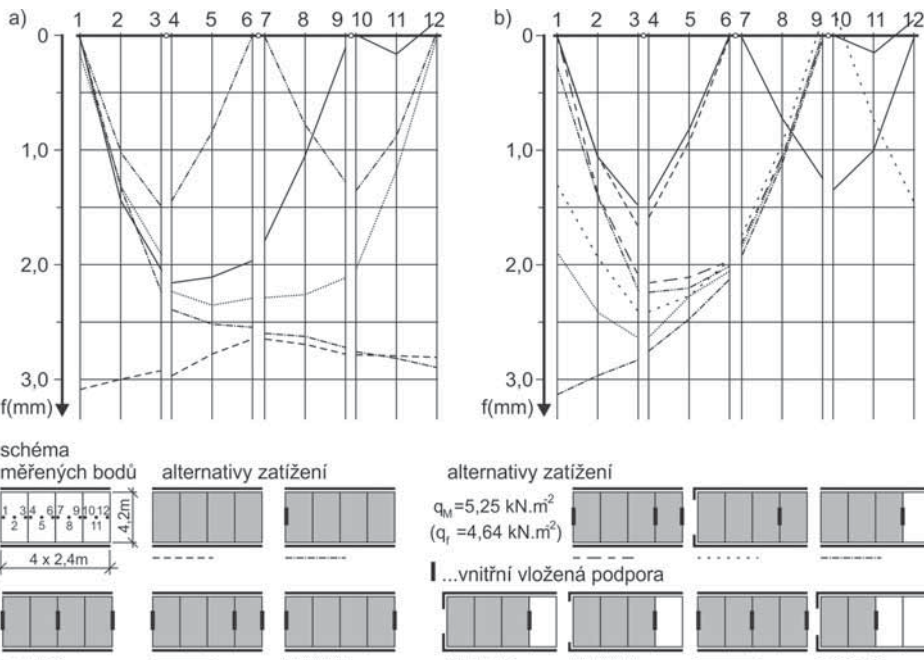 a)
1 2 3 4 5 6 7 8 9 10 11 12
0
1,0
2,0
3,0
f(mm)
b)
1 2 3 4 5 6 7 8 9 10 11 12
0
1,0
2,0
3,0
f(mm)
schéma
měřených bodů
1 3 4 6 7 9 10 12
2 5 8 11
4,2m
4 x 2,4m
alternativy zatížení
alternativy zatížení
qM=5,25 kN.m²
(qf=4,64 kN.m²)
...vnitřní vložená podpora